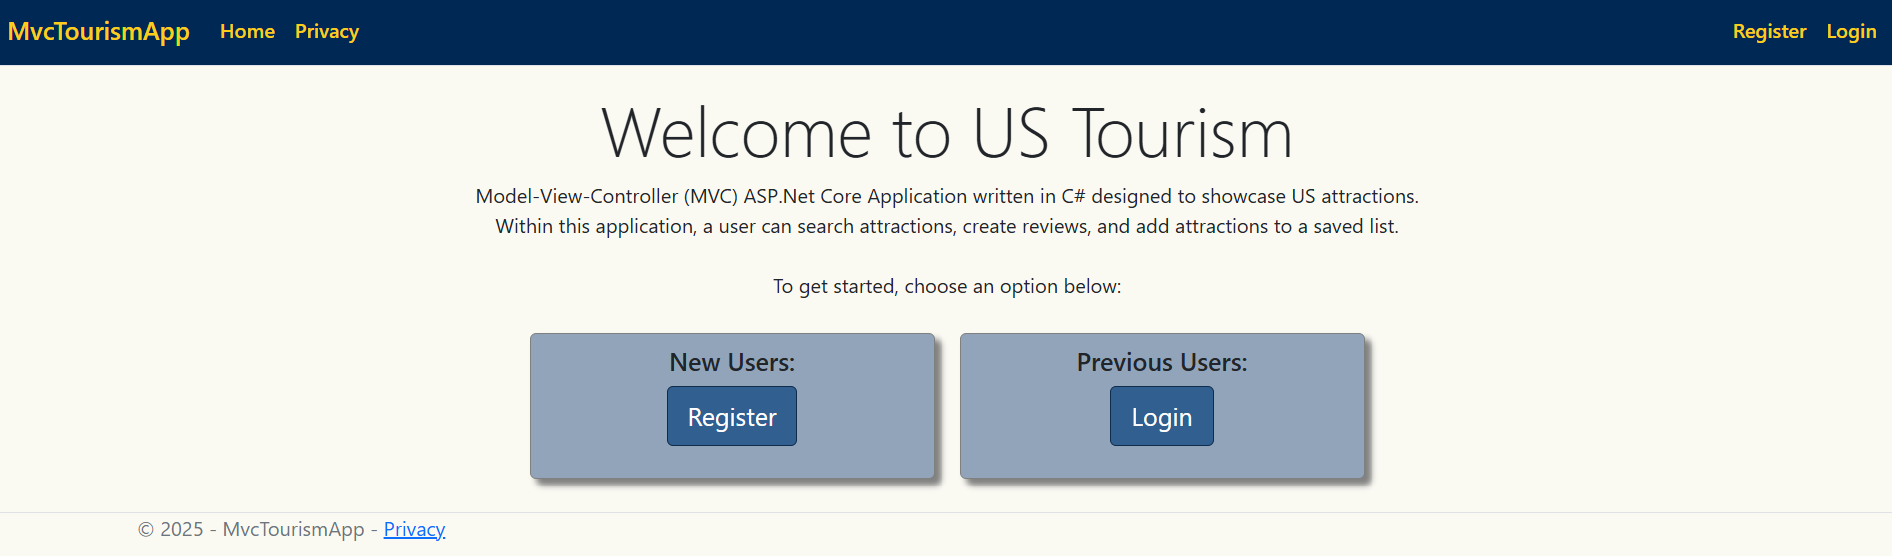 MvcTourismApp Home Privacy Register Login
Welcome to US Tourism
Model-View-Controller (MVC) ASP.Net Core Application written in C# designed to showcase US attractions.
Within this application, a user can search attractions, create reviews, and add attractions to a saved list.
To get started, choose an option below:
New Users:
Register
Previous Users:
Login
© 2025 - MvcTourismApp - Privacy